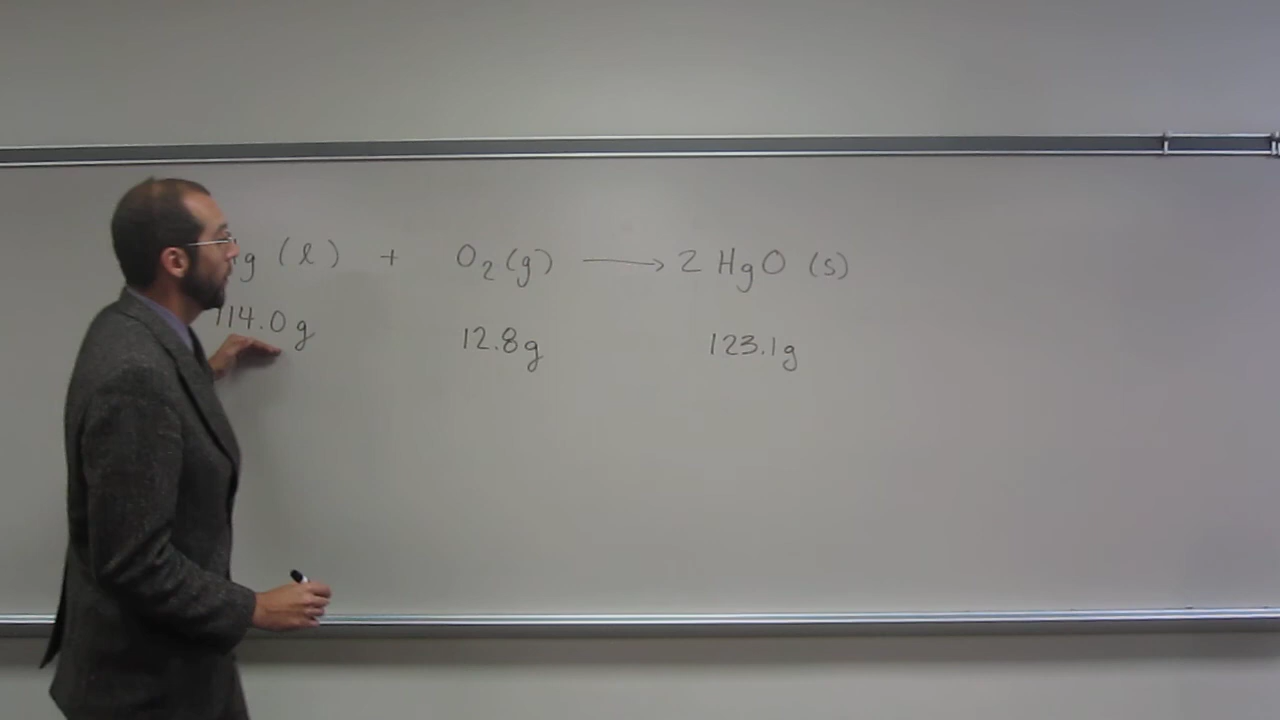 g (l) + O₂(g) ⟶ 2 HgO (s)
114.0 g 12.8g 123.1g